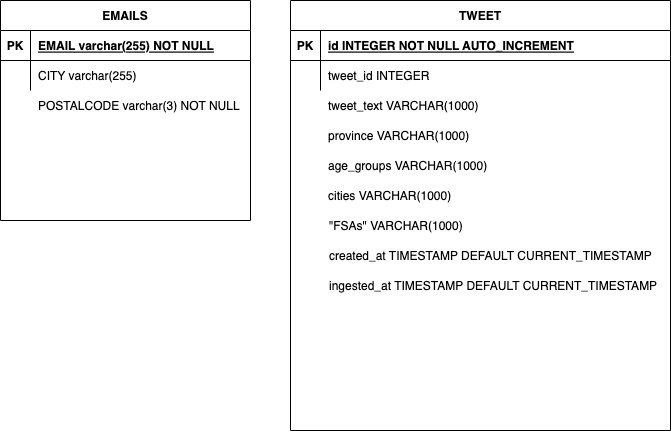 EMAILS
PK EMAIL varchar(255) NOT NULL
CITY varchar(255)
POSTALCODE varchar(3) NOT NULL
TWEET
PK id INTEGER NOT NULL AUTO_INCREMENT
tweet_id INTEGER
tweet_text VARCHAR(1000)
province VARCHAR(1000)
age_groups VARCHAR(1000)
cities VARCHAR(1000)
"FSAs" VARCHAR(1000)
created_at TIMESTAMP DEFAULT CURRENT_TIMESTAMP
ingested_at TIMESTAMP DEFAULT CURRENT_TIMESTAMP